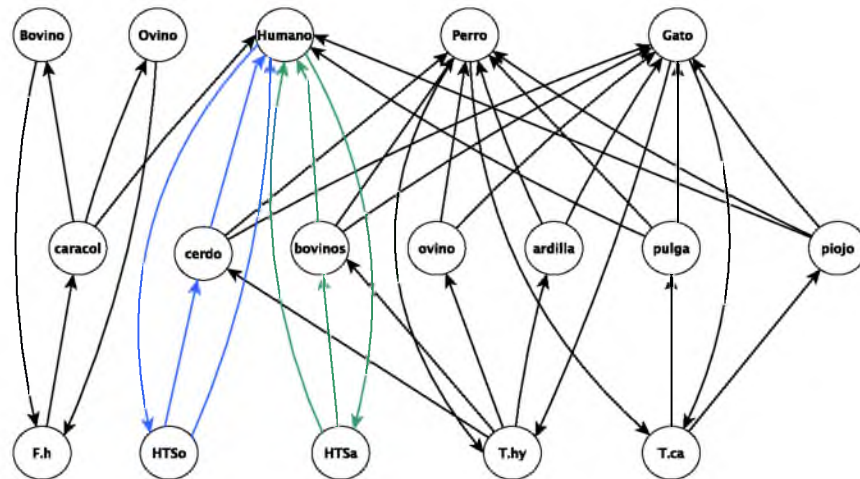 Bovino Ovino Humano Perro Gato
caracol cerdo bovinos ovino ardilla pulga piojo
F.h HTSo HTSa T.hy T.ca